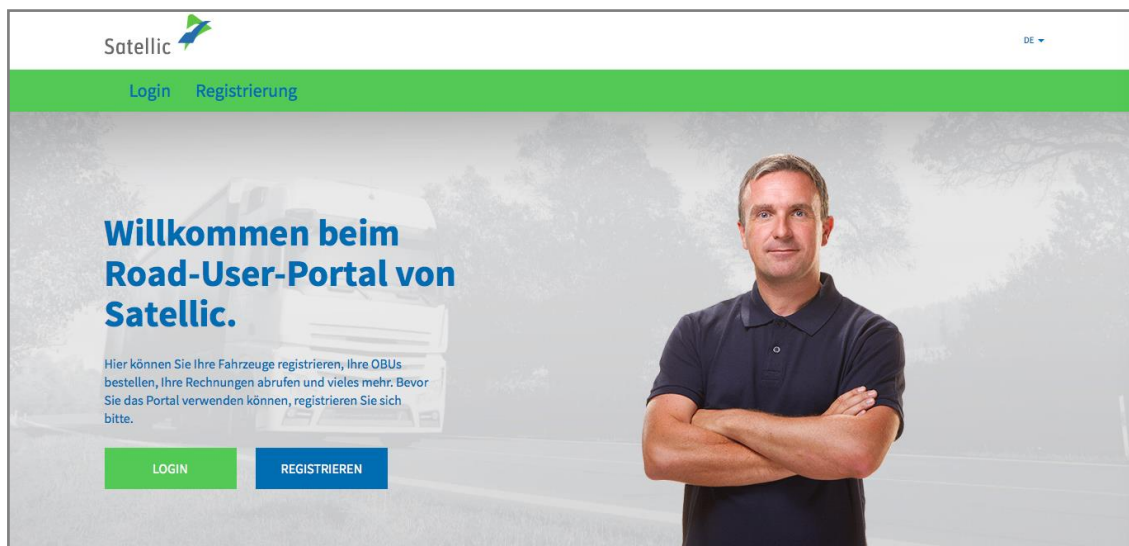 Satellic
DE
Login Registrierung
Willkommen beim
Road-User-Portal von
Satellic.
Hier können Sie Ihre Fahrzeuge registrieren, Ihre OBUs
bestellen, Ihre Rechnungen abrufen und vieles mehr. Bevor
Sie das Portal verwenden können, registrieren Sie sich
bitte.
LOGIN REGISTRIEREN